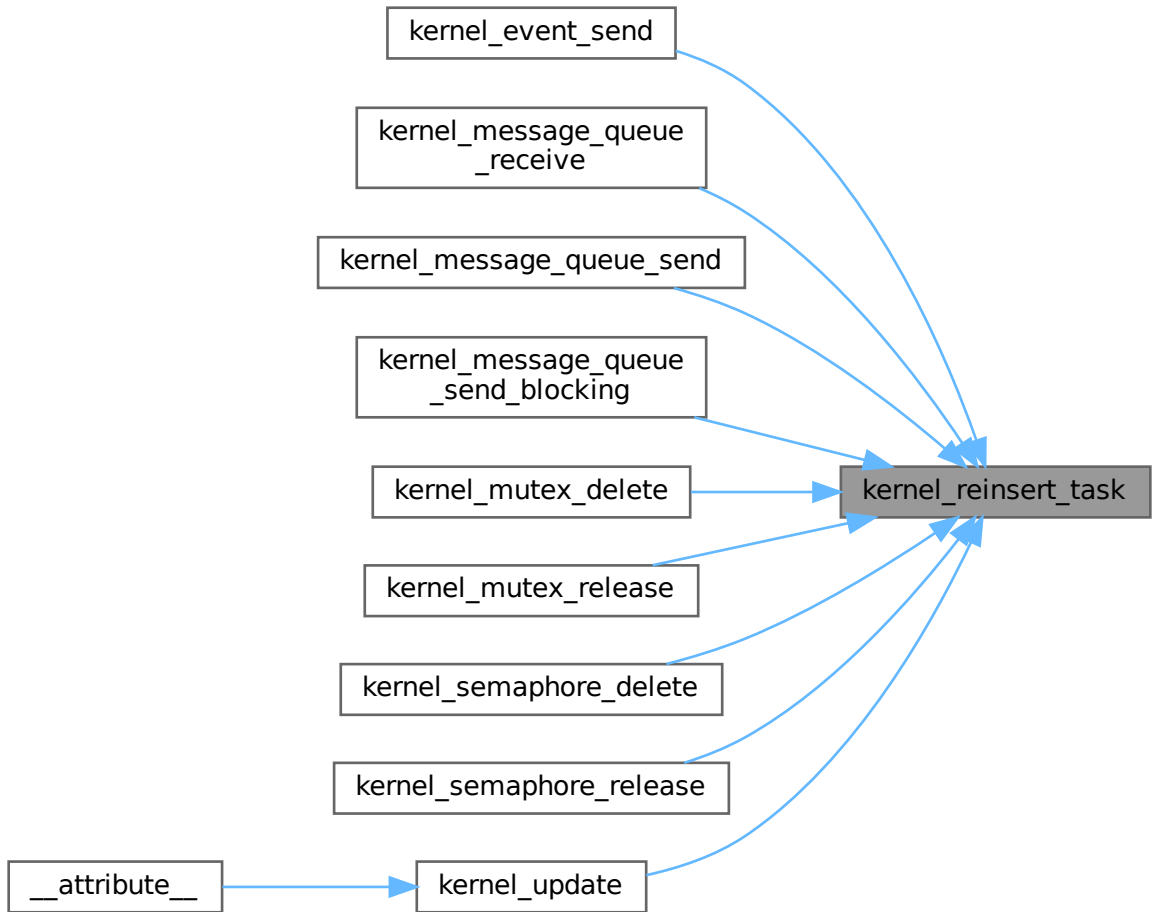 kernel_event_send
kernel_message_queue
_receive
kernel_message_queue_send
kernel_message_queue
_send_blocking
kernel_mutex_delete
kernel_reinsert_task
kernel_mutex_release
kernel_semaphore_delete
kernel_semaphore_release
__attribute__
kernel_update